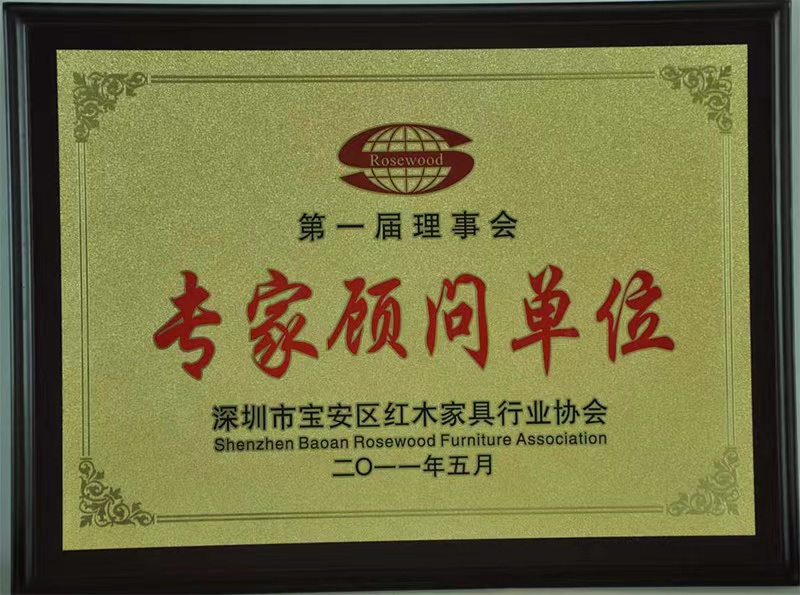 Rosewood
第一届理事会
专家顾问单位
深圳市宝安区红木家具行业协会
Shenzhen Baoan Rosewood Furniture Association
二〇一一年五月